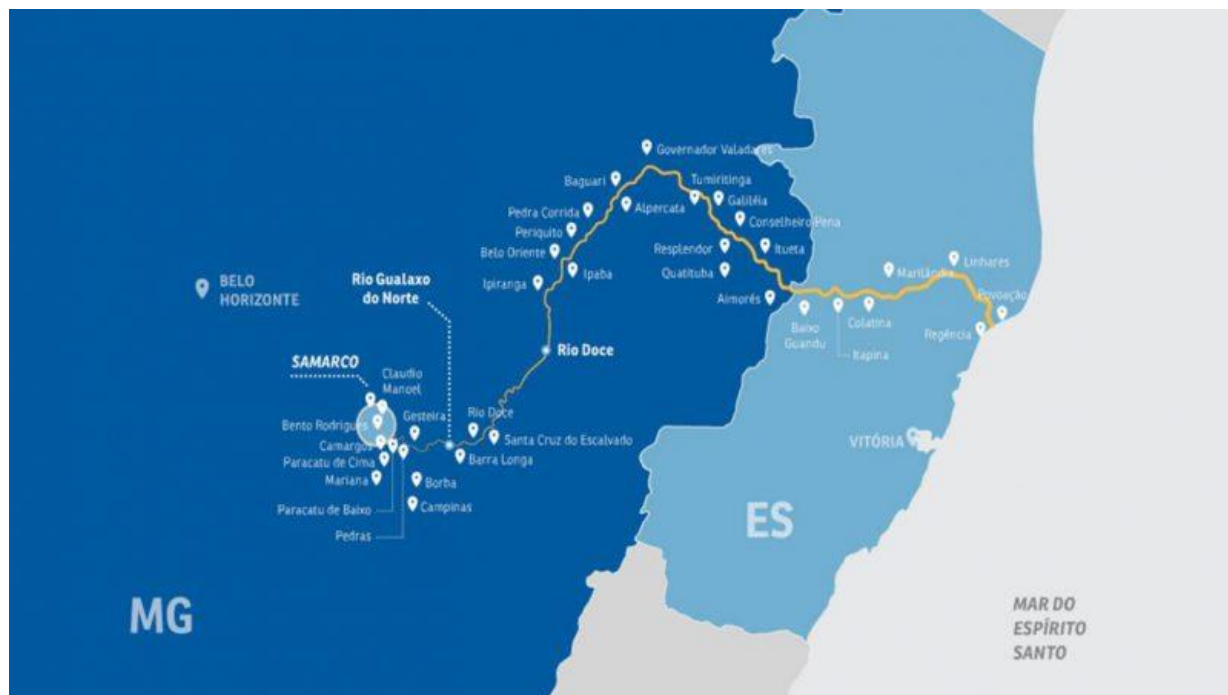 Governador Valadares
Baguari
Tumiritinga
Alpercata
Galiléia
Pedra Corrida
Conselheiro Pena
Periquito
Belo Oriente
Resplendor
Itueta
Ipaba
Quatituba
Ipiranga
Linhares
Marilândia
BELO
HORIZONTE
Rio Gualaxo
do Norte
Aimorés
Povoação
Baixo
Guandu
Colatina
Regência
Itapina
Rio Doce
SAMARCO
Claudio
Manoel
Gesteira
Rio Doce
Bento Rodrigues
Santa Cruz do Escalvado
VITÓRIA
Camargos
Barra Longa
Paracatu de Cima
Mariana
Borba
Paracatu de Baixo
Campinas
Pedras
ES
MG
MAR DO
ESPÍRITO
SANTO